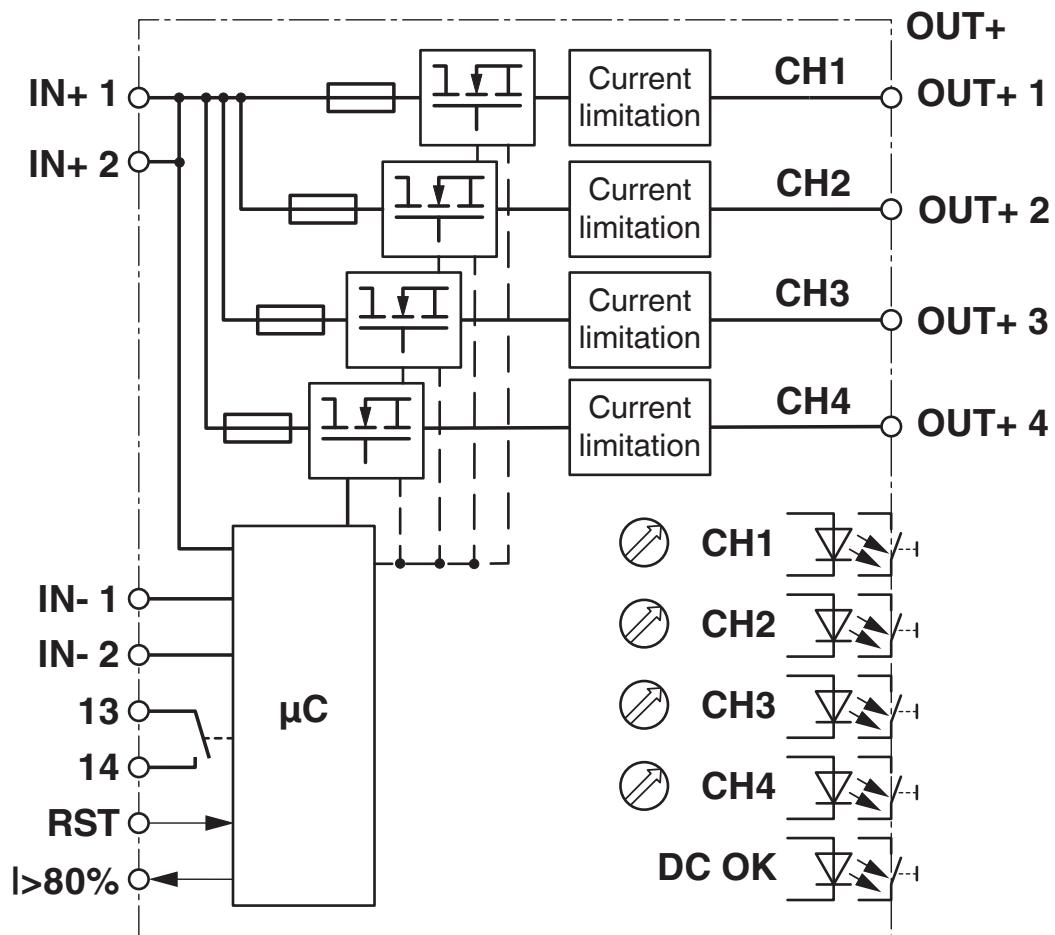 OUT+
IN+ 1
Current
limitation
CH1
OUT+ 1
IN+ 2
Current
limitation
CH2
OUT+ 2
Current
limitation
CH3
OUT+ 3
Current
limitation
CH4
OUT+ 4
CH1
IN- 1
CH2
IN- 2
13
µC
CH3
14
CH4
RST
I>80%
DC OK